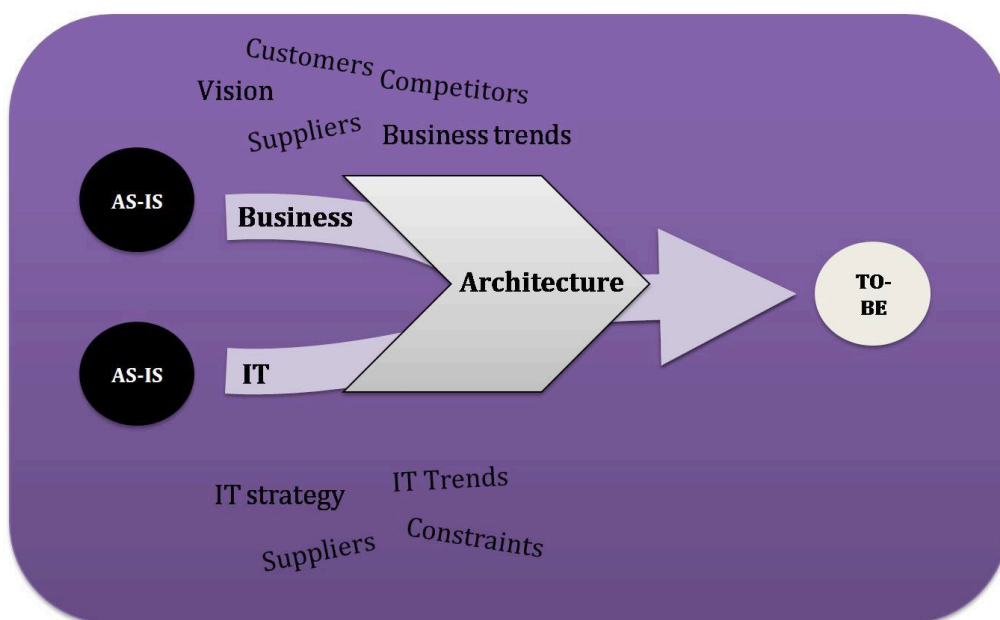 Customers
Competitors
Vision
Suppliers
Business trends
AS-IS
Business
Architecture
TO-
BE
AS-IS
IT
IT strategy
IT Trends
Suppliers
Constraints